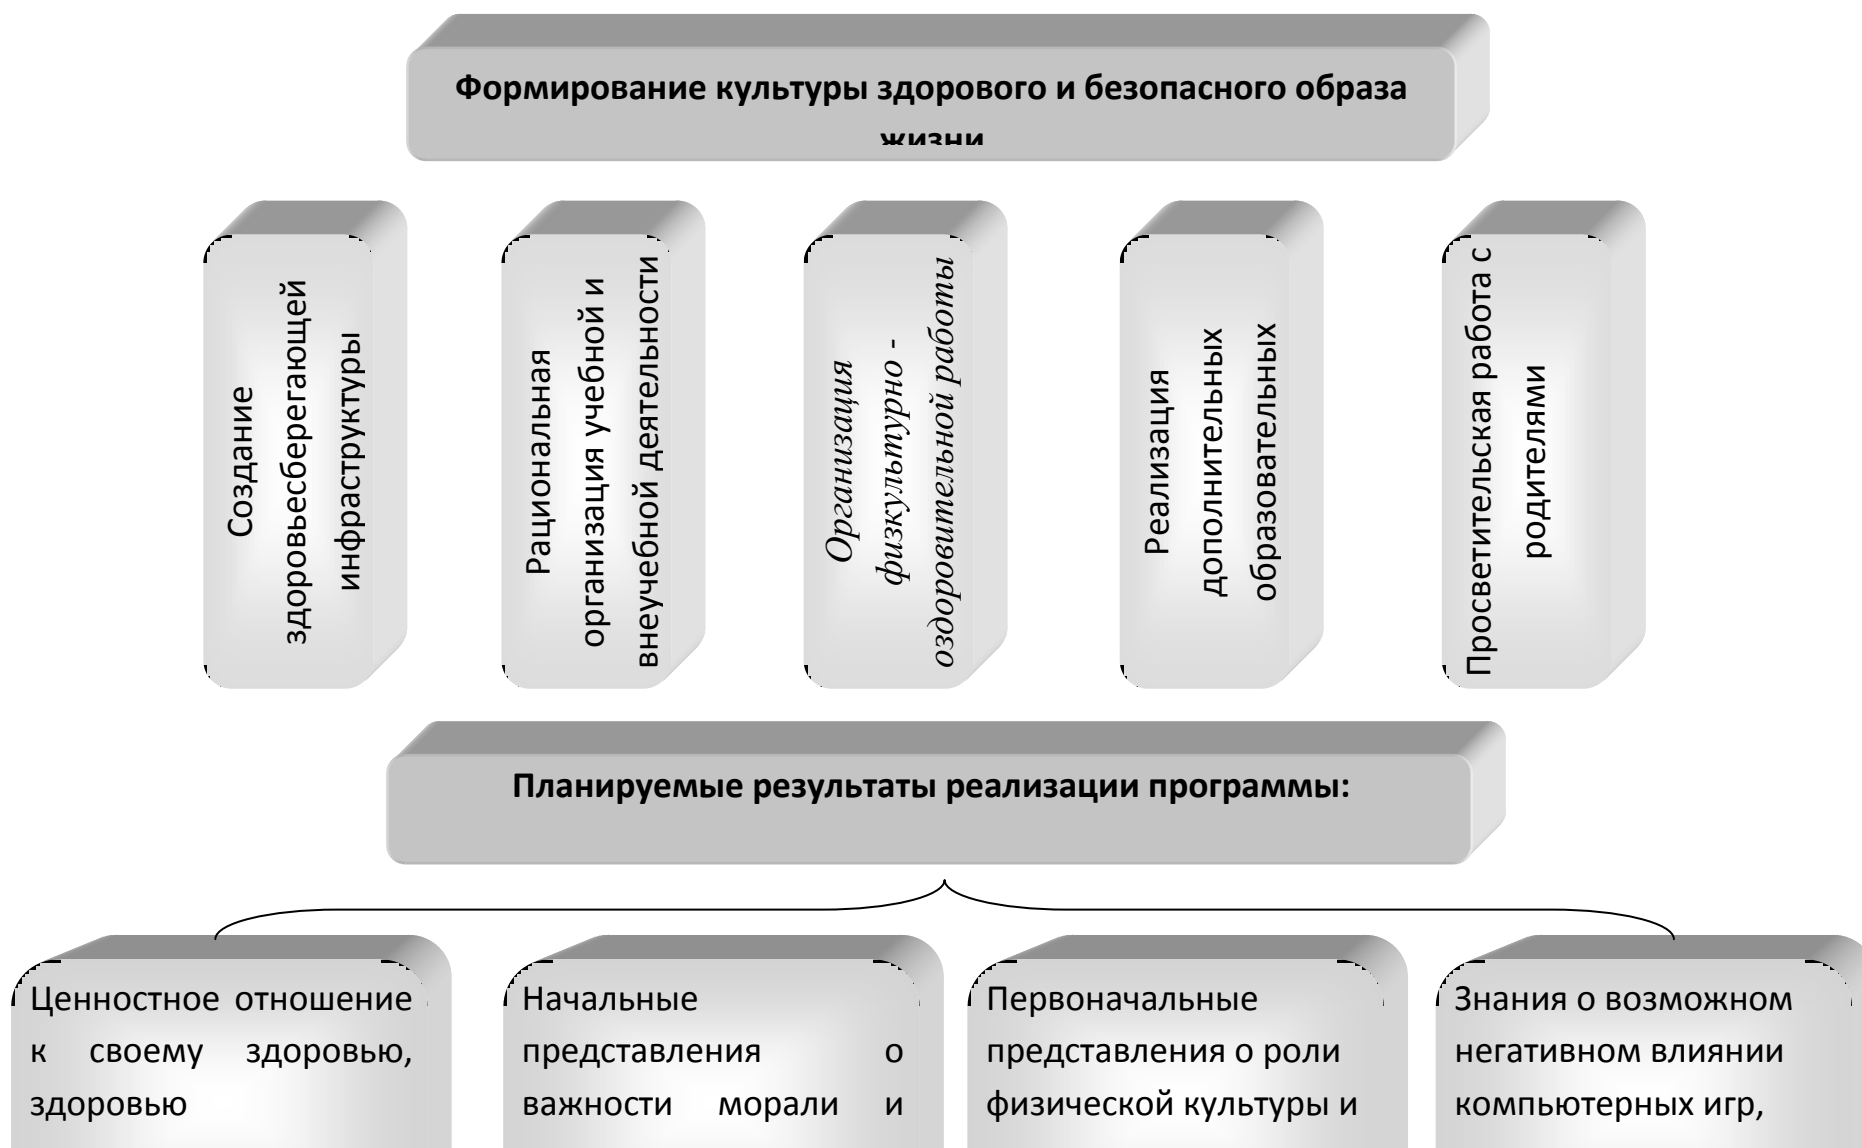 Формирование культуры здорового и безопасного образа
жизни
Создание
здоровьесберегающей
инфраструктуры
Рациональная
организация учебной и
внеучебной деятельности
Организация
физкультурно -
оздоровительной работы
Реализация
дополнительных
образовательных
Просветительская работа с
родителями
Планируемые результаты реализации программы:
Ценностное отношение
к своему здоровью,
здоровью
Начальные
представления о
важности морали и
Первоначальные
представления о роли
физической культуры и
Знания о возможном
негативном влиянии
компьютерных игр,